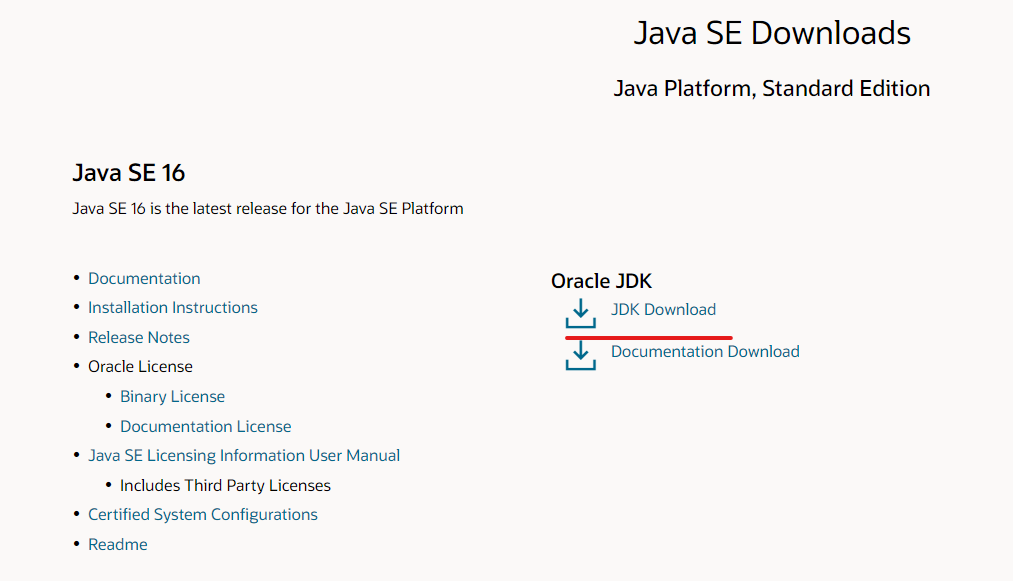 Java SE Downloads
Java Platform, Standard Edition
Java SE 16
Java SE 16 is the latest release for the Java SE Platform
• Documentation
• Installation Instructions
• Release Notes
• Oracle License
• Binary License
• Documentation License
• Java SE Licensing Information User Manual
• Includes Third Party Licenses
• Certified System Configurations
• Readme
Oracle JDK
JDK Download
Documentation Download